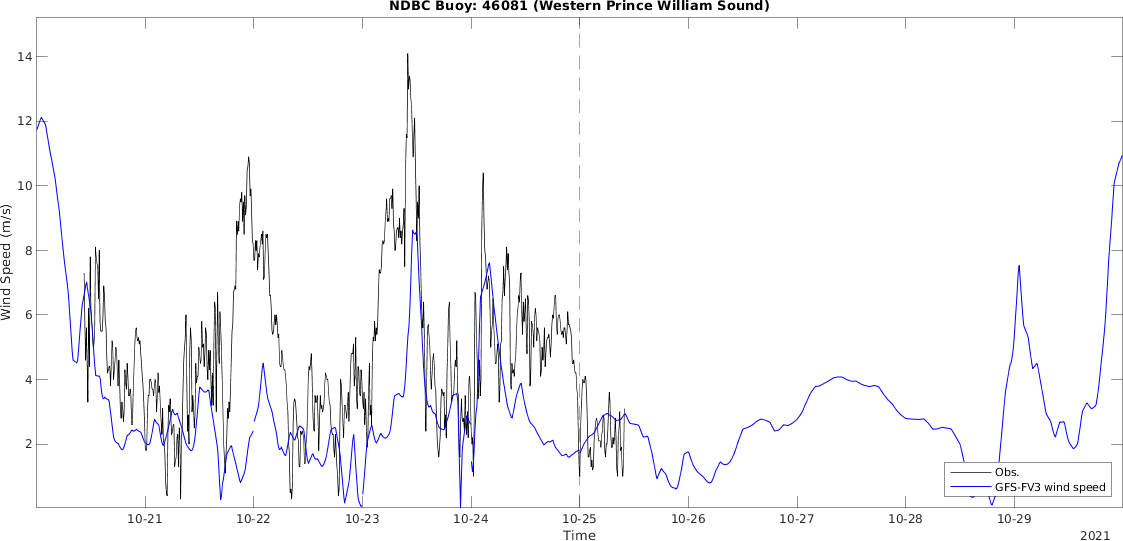 NDBC Buoy: 46081 (Western Prince William Sound)
14
12
10
8
6
4
2
Wind Speed (m/s)
Obs.
GFS-FV3 wind speed
10-21 10-22 10-23 10-24 10-25 10-26 10-27 10-28 10-29
Time
2021